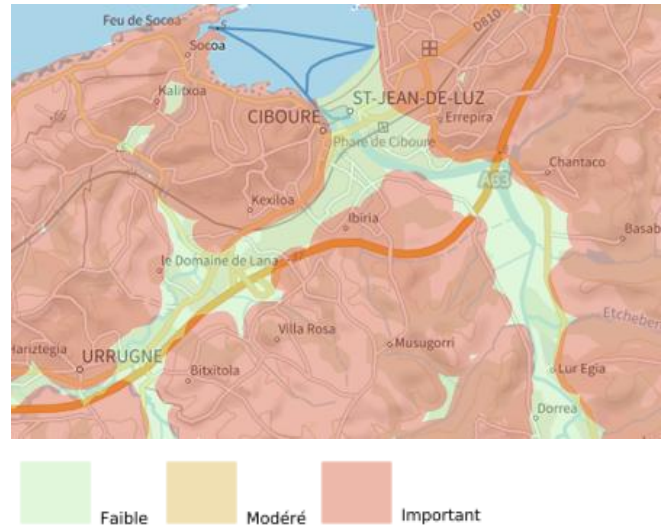 Feu de Socoa
D810
Socoa
Kalitxoa
ST-JEAN-DE-LUZ
CIBOURE
Errepira
Phare de Ciboure
Chantaco
A63
Kexiloa
Ibiria
Basab
le Domaine de Lana
Etcheber
Villa Rosa
Musugorri
Hariztegia
URRUGNE
Bitxitola
Lur Egia
Dorrea
Faible
Modéré
Important